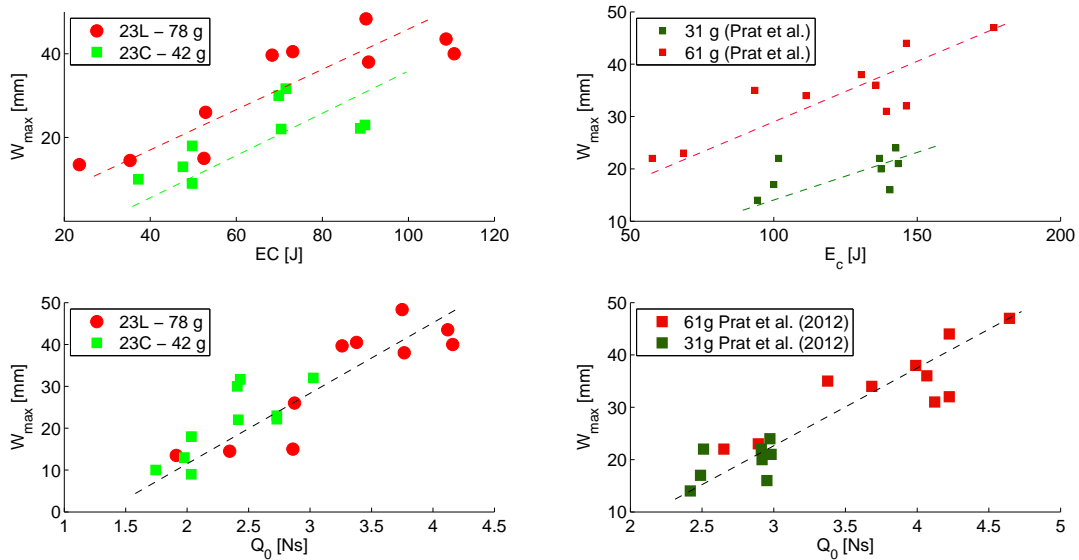 23L – 78 g
23C – 42 g
W_max [mm]
40
20
20
40
60
80
100
120
EC [J]
31 g (Prat et al.)
61 g (Prat et al.)
W_max [mm]
50
40
30
20
10
50
100
150
200
E_c [J]
23L – 78 g
23C – 42 g
W_max [mm]
50
40
30
20
10
0
1
1.5
2
2.5
3
3.5
4
4.5
Q_0 [Ns]
61g Prat et al. (2012)
31g Prat et al. (2012)
W_max [mm]
50
40
30
20
10
2
2.5
3
3.5
4
4.5
5
Q_0 [Ns]